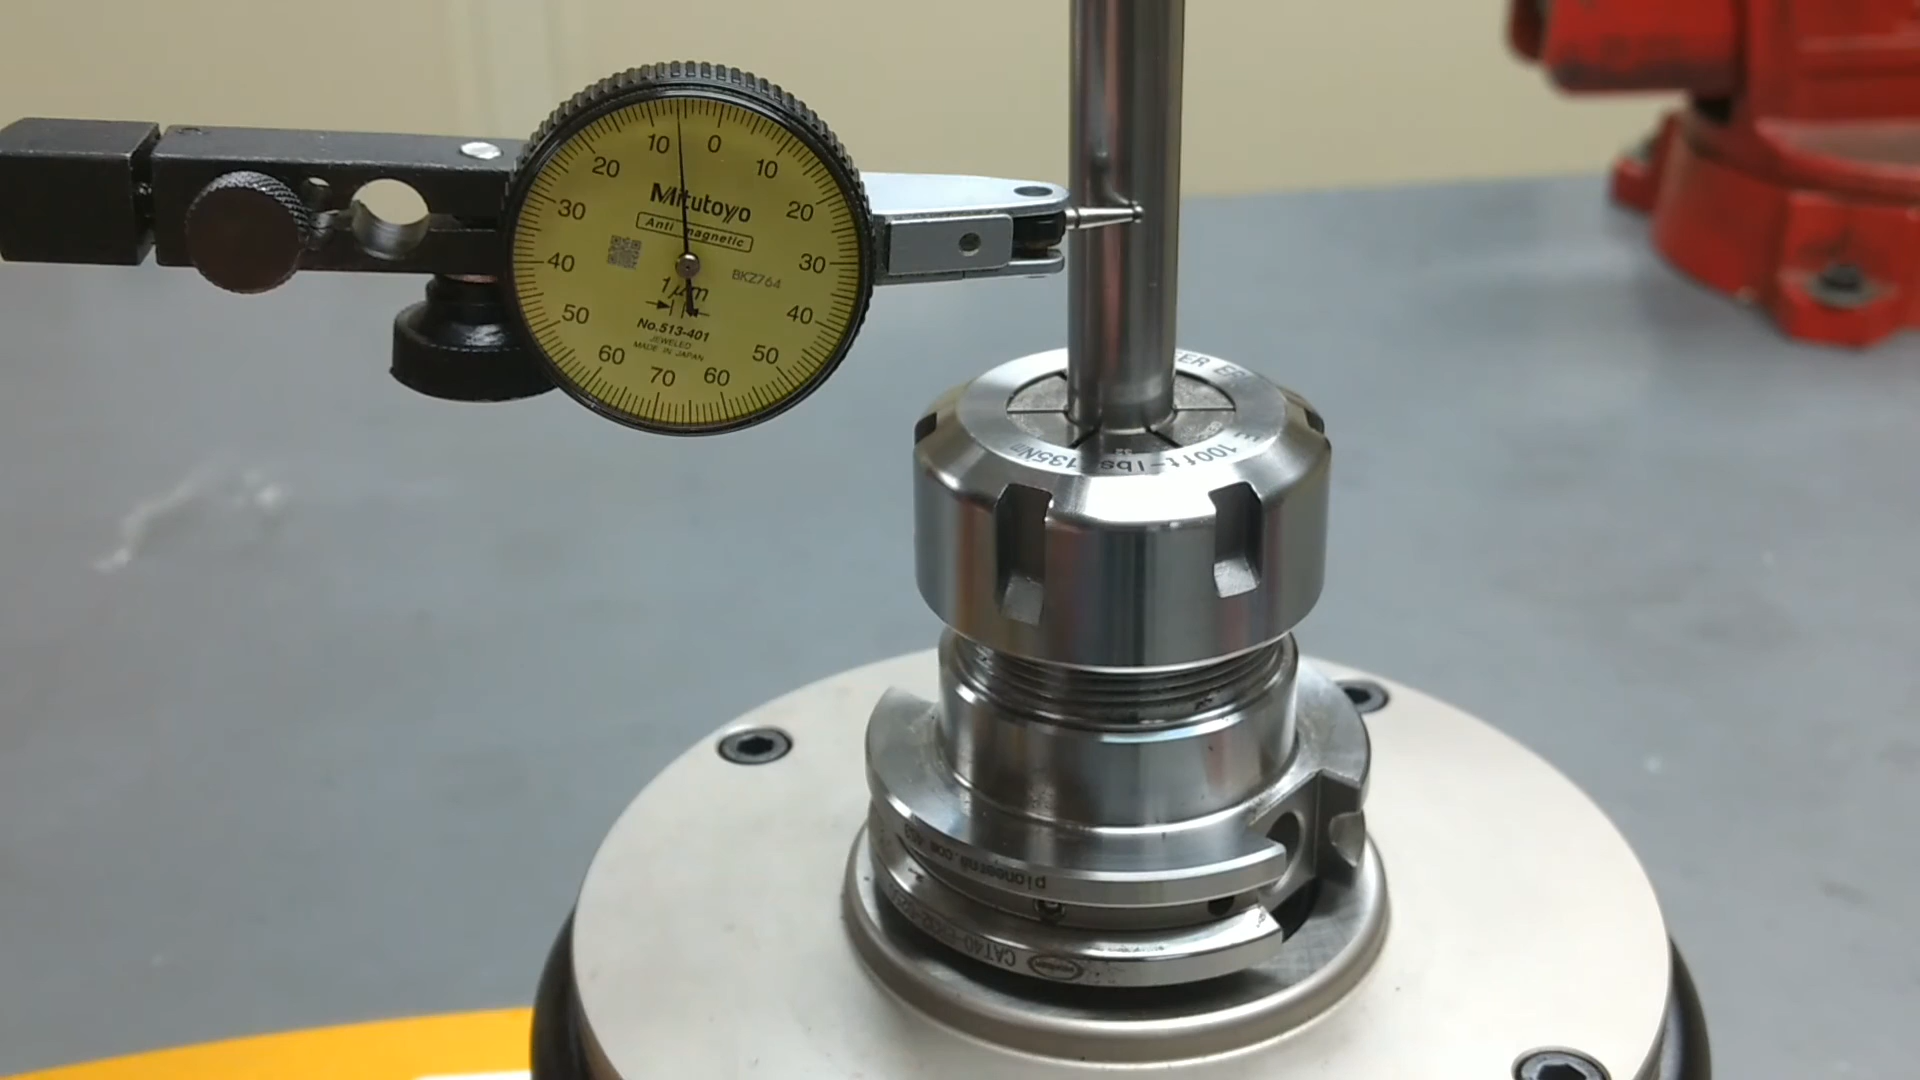 0
10
10
20
20
30
30
40
40
50
50
60
60
70
Mitutoyo
Anti-magnetic
BKZ764
1μm
No.513-401
JEWELED
MADE IN JAPAN
100ft-lbs
135Nm
pioneerna.com
CAT40